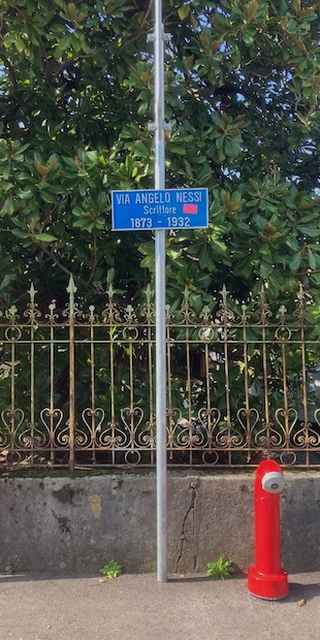 VIA ANGELO NESSI
Scrittore
1873 - 1932